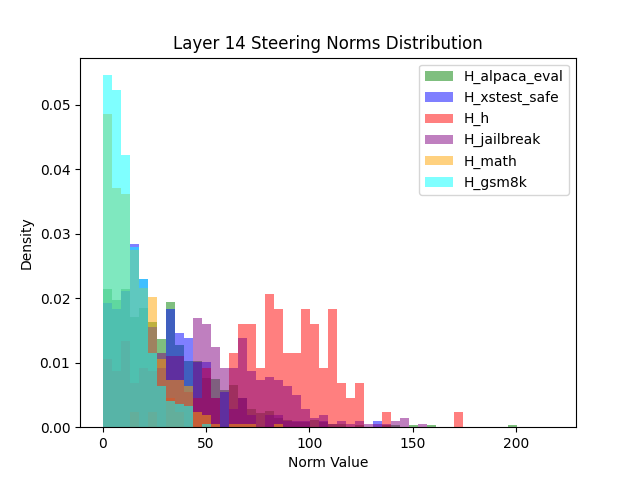 Layer 14 Steering Norms Distribution
H_alpaca_eval
H_xstest_safe
H_h
H_jailbreak
H_math
H_gsm8k
Density
0.05
0.04
0.03
0.02
0.01
0.00
0
50
100
150
200
Norm Value